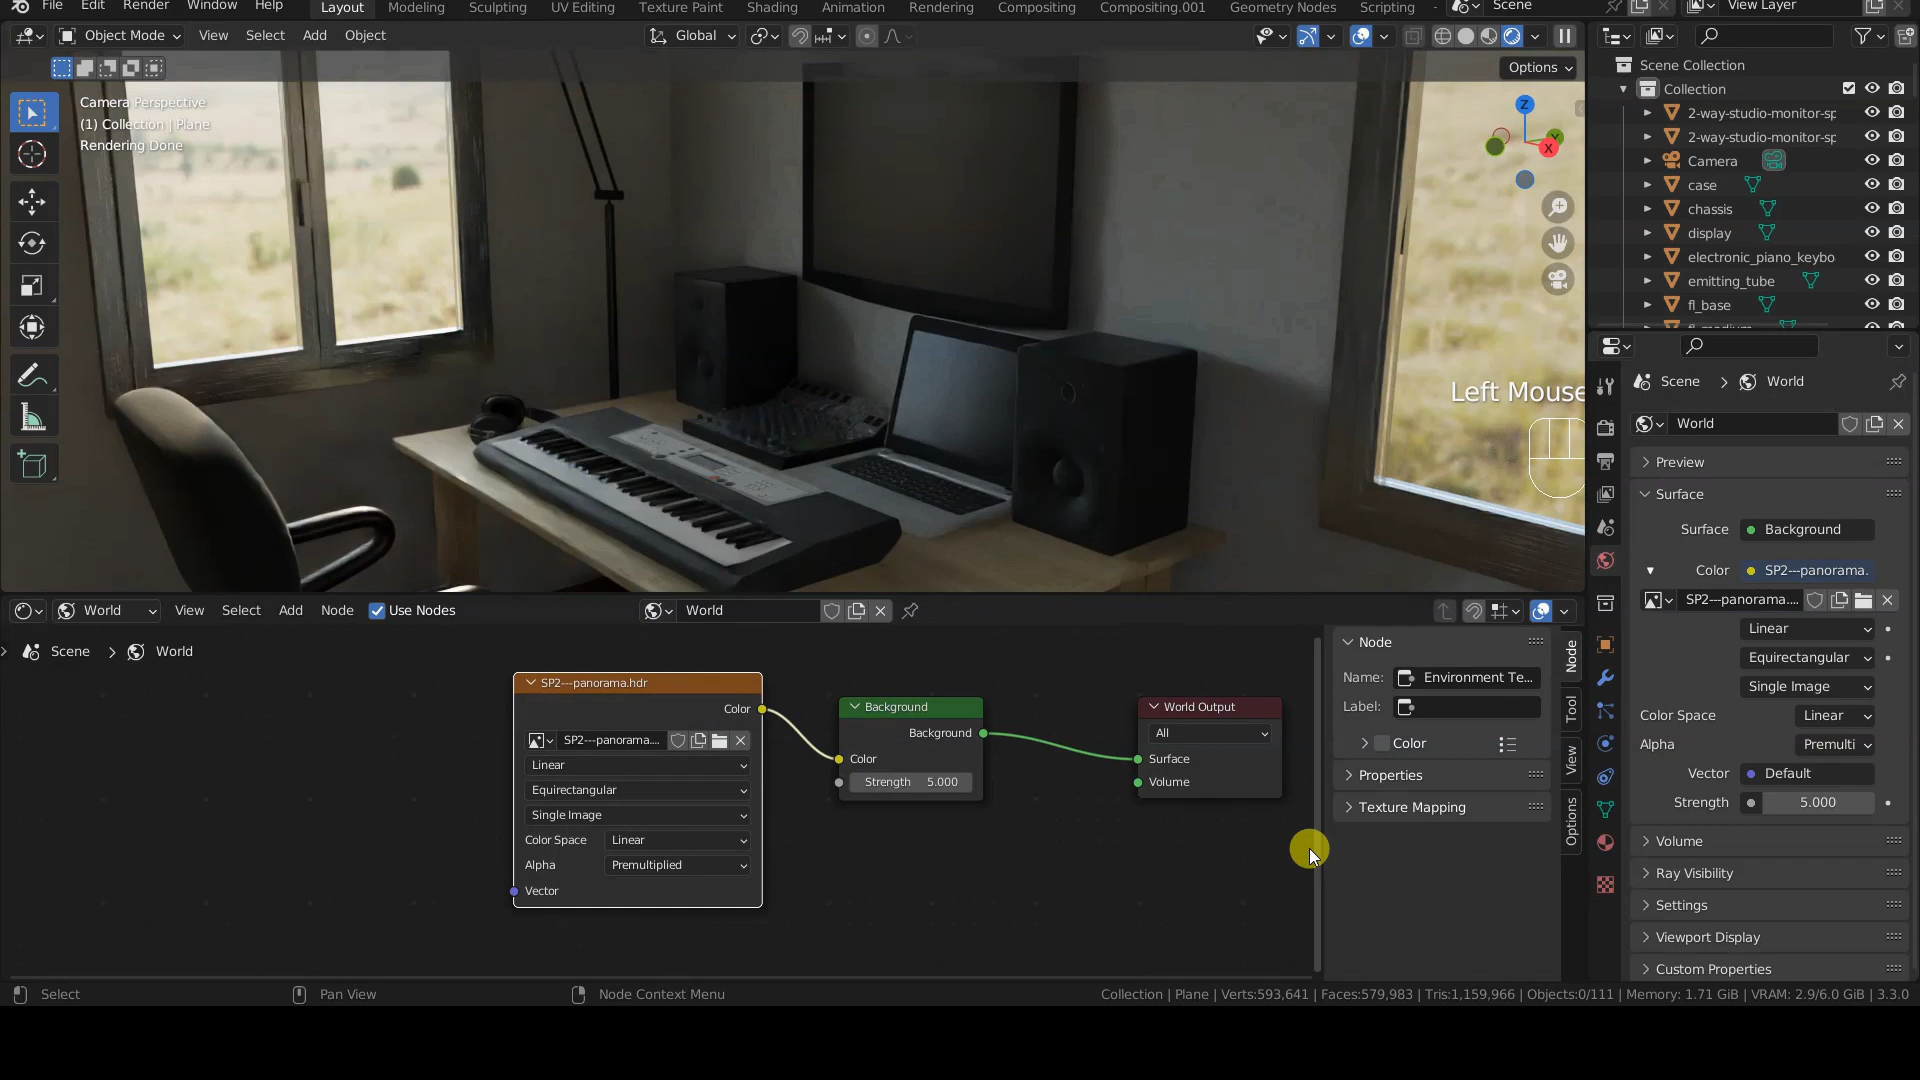 File Edit Render Window Help Layout Modeling Sculpting UV Editing Texture Paint Shading Animation Rendering Compositing Compositing.001 Geometry Nodes Scripting Scene View Layer
Object Mode View Select Add Object Global
Options
Camera Perspective
(1) Collection | Plane
Rendering Done
Z
Y
X
Left Mouse
Scene Collection
Collection
2-way-studio-monitor-sp
2-way-studio-monitor-sp
Camera
case
chassis
display
electronic_piano_keybo
emitting_tube
fl_base
Scene > World
World
Preview
Surface
Surface Background
Color SP2---panorama.
SP2---panorama....
Linear
Equirectangular
Single Image
Color Space Linear
Alpha Premulti
Vector Default
Strength 5.000
Volume
Ray Visibility
Settings
Viewport Display
Custom Properties
World View Select Add Node Use Nodes World
Scene > World
SP2---panorama.hdr
Color
SP2---panorama....
Linear
Equirectangular
Single Image
Color Space Linear
Alpha Premultiplied
Vector
Background
Background
Color
Strength 5.000
World Output
All
Surface
Volume
Node
Name: Environment Te...
Label:
Color
Properties
Texture Mapping
Node
Tool
View
Options
Select Pan View Node Context Menu Collection | Plane | Verts:593,641 | Faces:579,983 | Tris:1,159,966 | Objects:0/111 | Memory: 1.71 GiB | VRAM: 2.9/6.0 GiB | 3.3.0